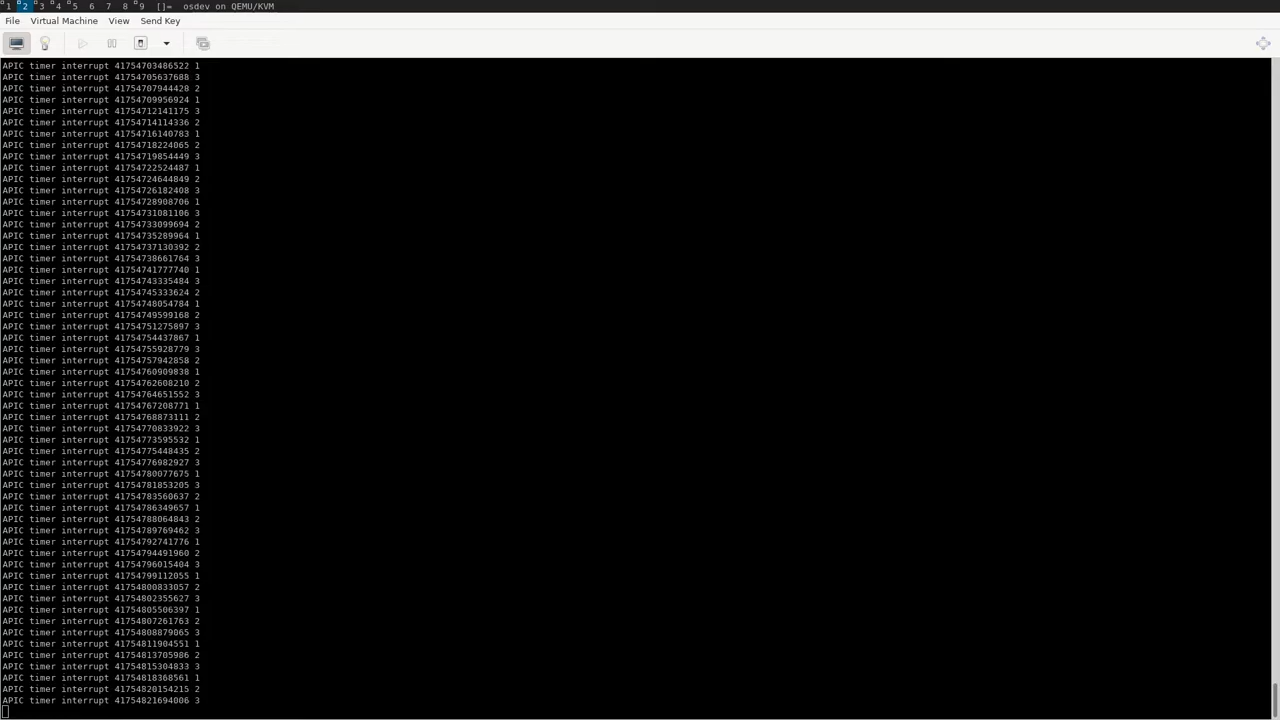 1 2 3 4 5 6 7 8 9 []= osdev on QEMU/KVM
File Virtual Machine View Send Key
APIC timer interrupt 41754703486522 1
APIC timer interrupt 41754705637688 3
APIC timer interrupt 41754707944428 2
APIC timer interrupt 41754709956924 1
APIC timer interrupt 41754712141175 3
APIC timer interrupt 41754714114336 2
APIC timer interrupt 41754716140783 1
APIC timer interrupt 41754718224065 2
APIC timer interrupt 41754719854449 3
APIC timer interrupt 41754722524487 1
APIC timer interrupt 41754724644849 2
APIC timer interrupt 41754726182408 3
APIC timer interrupt 41754728908706 1
APIC timer interrupt 41754731081106 3
APIC timer interrupt 41754733099694 2
APIC timer interrupt 41754735289964 1
APIC timer interrupt 41754737130392 2
APIC timer interrupt 41754738661764 3
APIC timer interrupt 41754741777740 1
APIC timer interrupt 41754743335484 3
APIC timer interrupt 41754745333624 2
APIC timer interrupt 41754748054784 1
APIC timer interrupt 41754749599168 2
APIC timer interrupt 41754751275897 3
APIC timer interrupt 41754754437867 1
APIC timer interrupt 41754755928779 3
APIC timer interrupt 41754757942858 2
APIC timer interrupt 41754760909838 1
APIC timer interrupt 41754762608210 2
APIC timer interrupt 41754764651552 3
APIC timer interrupt 41754767208771 1
APIC timer interrupt 41754768873111 2
APIC timer interrupt 41754770833922 3
APIC timer interrupt 41754773595532 1
APIC timer interrupt 41754775448435 2
APIC timer interrupt 41754776982927 3
APIC timer interrupt 41754780077675 1
APIC timer interrupt 41754781853205 3
APIC timer interrupt 41754783560637 2
APIC timer interrupt 41754786349657 1
APIC timer interrupt 41754788064843 2
APIC timer interrupt 41754789769462 3
APIC timer interrupt 41754792741776 1
APIC timer interrupt 41754794491960 2
APIC timer interrupt 41754796015404 3
APIC timer interrupt 41754799112055 1
APIC timer interrupt 41754800833057 2
APIC timer interrupt 41754802355627 3
APIC timer interrupt 41754805506397 1
APIC timer interrupt 41754807261763 2
APIC timer interrupt 41754808879065 3
APIC timer interrupt 41754811904551 1
APIC timer interrupt 41754813705986 2
APIC timer interrupt 41754815304833 3
APIC timer interrupt 41754818368561 1
APIC timer interrupt 41754820154215 2
APIC timer interrupt 41754821694006 3